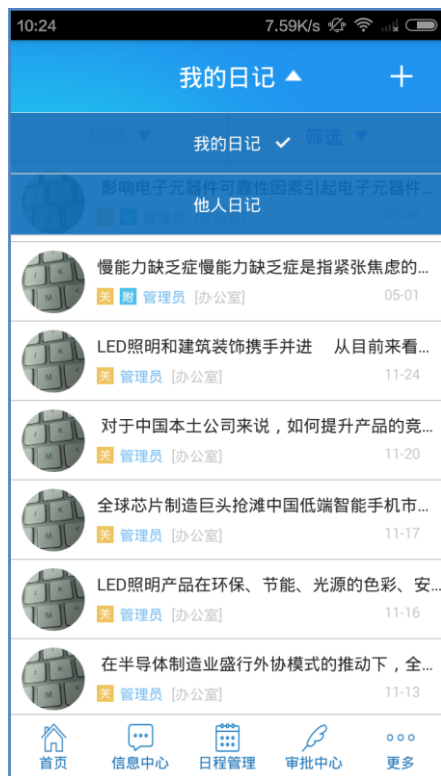 10:24 7.59K/s
我的日记 ▲ +
排序 ▼ 筛选 ▼
我的日记 ✓
影响电子元器件可靠性因素引起电子元器件...
他人日记
慢能力缺乏症慢能力缺乏症是指紧张焦虑的...
关 附 管理员 [办公室] 05-01
LED照明和建筑装饰携手并进 从目前来看...
关 管理员 [办公室] 11-24
对于中国本土公司来说，如何提升产品的竞...
关 管理员 [办公室] 11-20
全球芯片制造巨头抢滩中国低端智能手机市...
关 管理员 [办公室] 11-17
LED照明产品在环保、节能、光源的色彩、安...
关 管理员 [办公室] 11-16
在半导体制造业盛行外协模式的推动下，全...
关 管理员 [办公室] 11-13
首页 信息中心 日程管理 审批中心 更多